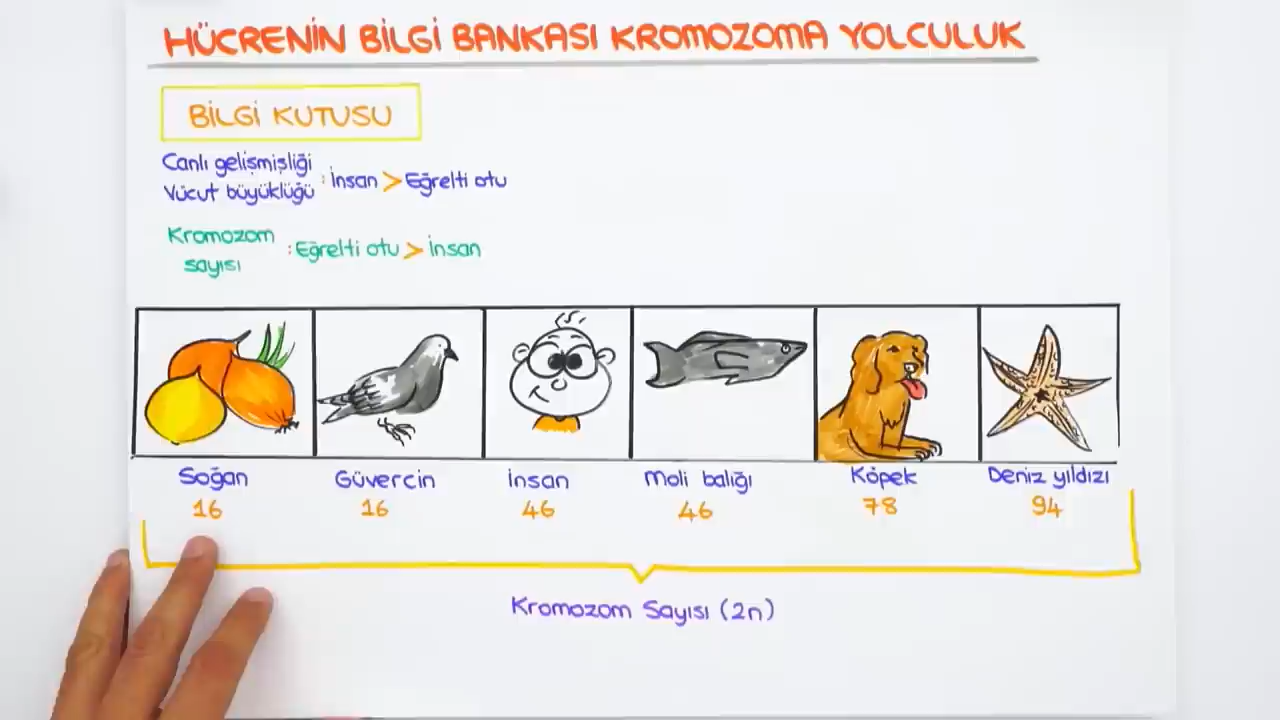 HÜCRENİN BİLGİ BANKASI KROMOZOMA YOLCULUK
BİLGİ KUTUSU
Canlı gelişmişliği
Vücut büyüklüğü : İnsan > Eğrelti otu
Kromozom
sayısı : Eğrelti otu > İnsan
Soğan Güvercin İnsan Moli balığı Köpek Deniz yıldızı
16 16 46 46 78 94
Kromozom Sayısı (2n)